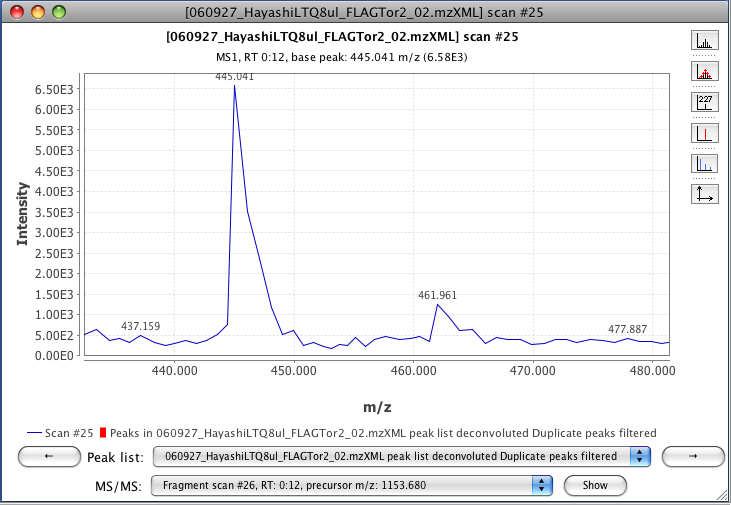 [060927_HayashiLTQ8ul_FLAGTor2_02.mzXML] scan #25
[060927_HayashiLTQ8ul_FLAGTor2_02.mzXML] scan #25
MS1, RT 0:12, base peak: 445.041 m/z (6.58E3)
445.041
6.50E3
6.00E3
227
5.50E3
5.00E3
4.50E3
4.00E3
Intensity
3.50E3
3.00E3
2.50E3
2.00E3
461.961
1.50E3
1.00E3
437.159
477.887
5.00E2
0.00E0
440.000 450.000 460.000 470.000 480.000
m/z
Scan #25 Peaks in 060927_HayashiLTQ8ul_FLAGTor2_02.mzXML peak list deconvoluted Duplicate peaks filtered
← Peak list: 060927_HayashiLTQ8ul_FLAGTor2_02.mzXML peak list deconvoluted Duplicate peaks filtered →
MS/MS: Fragment scan #26, RT: 0:12, precursor m/z: 1153.680 Show